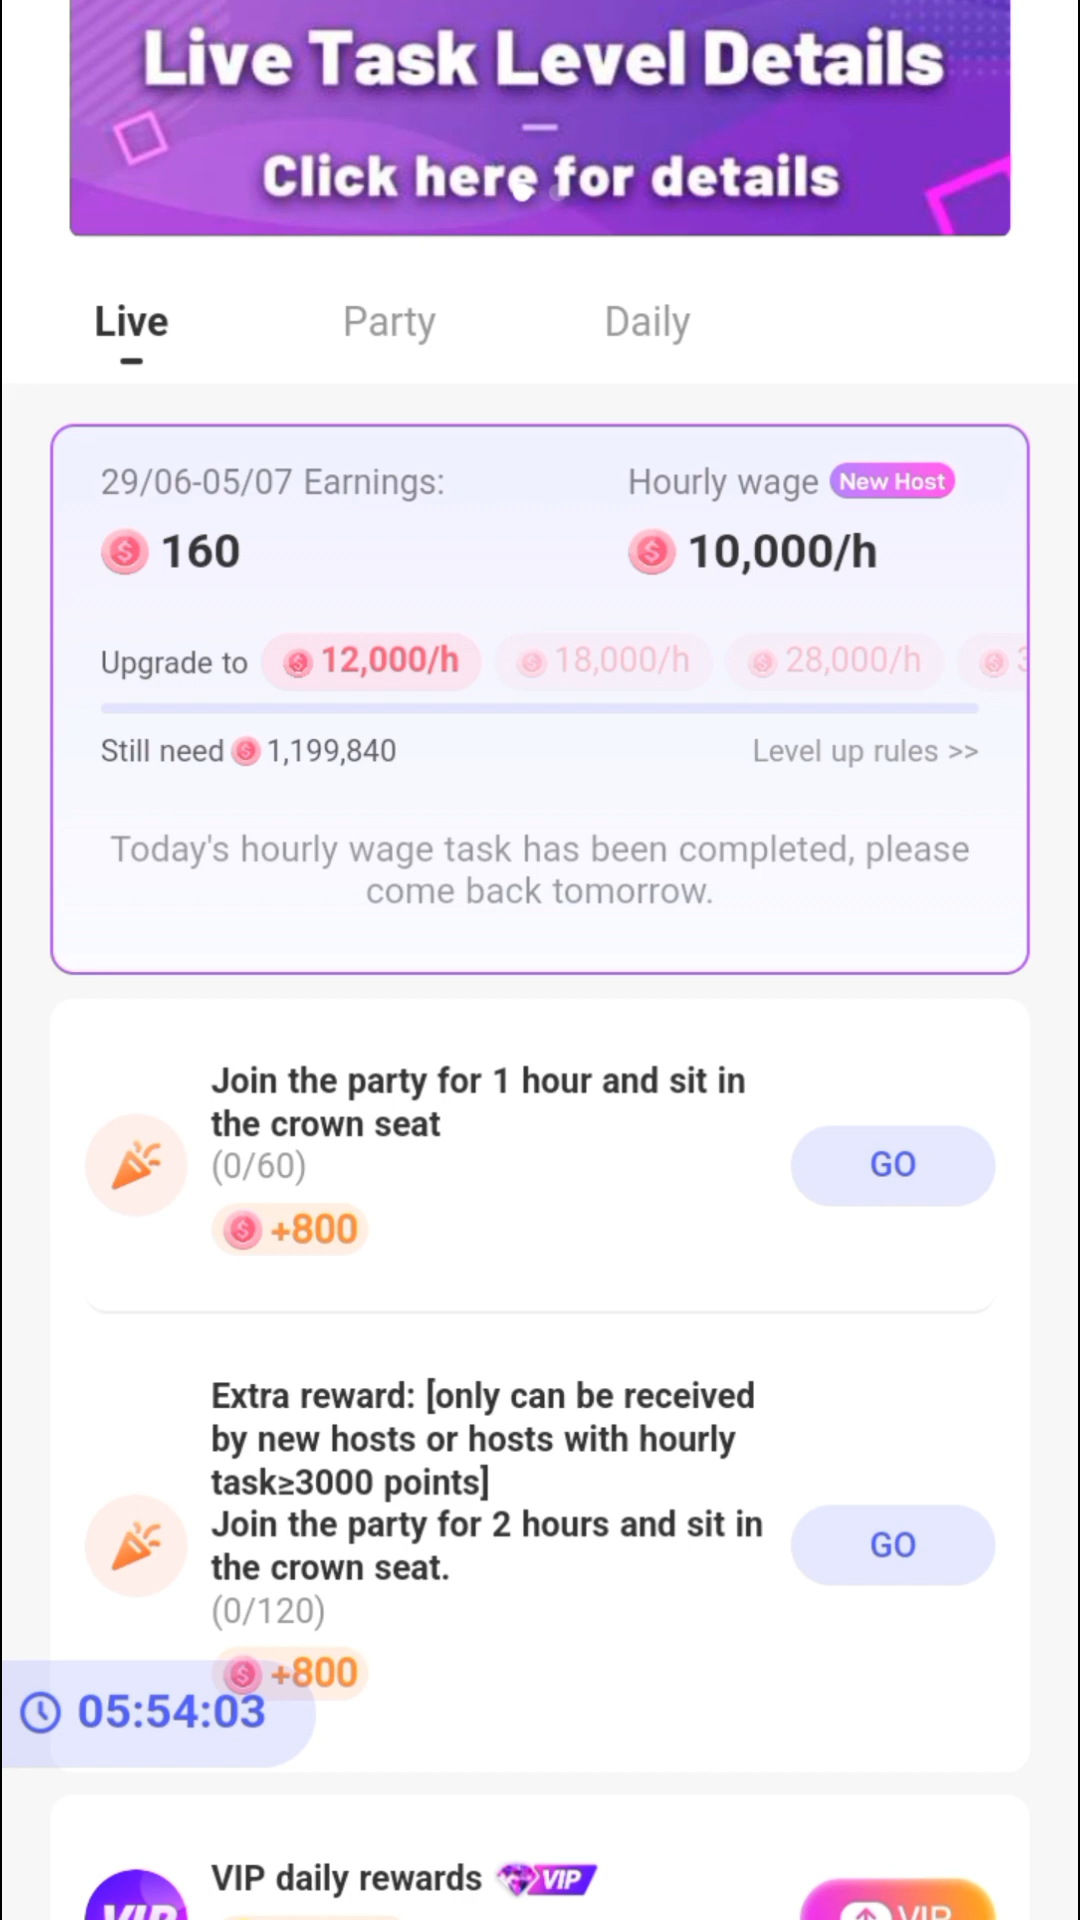 Live Task Level Details
Click here for details
Live Party Daily
29/06-05/07 Earnings: Hourly wage New Host
160 10,000/h
Upgrade to 12,000/h 18,000/h 28,000/h
Still need 1,199,840 Level up rules >>
Today's hourly wage task has been completed, please
come back tomorrow.
Join the party for 1 hour and sit in
the crown seat
(0/60)
GO
+800
Extra reward: [only can be received
by new hosts or hosts with hourly
task≥3000 points]
Join the party for 2 hours and sit in
the crown seat.
GO
(0/120)
+800
05:54:03
VIP daily rewards VIP
VIP VIP